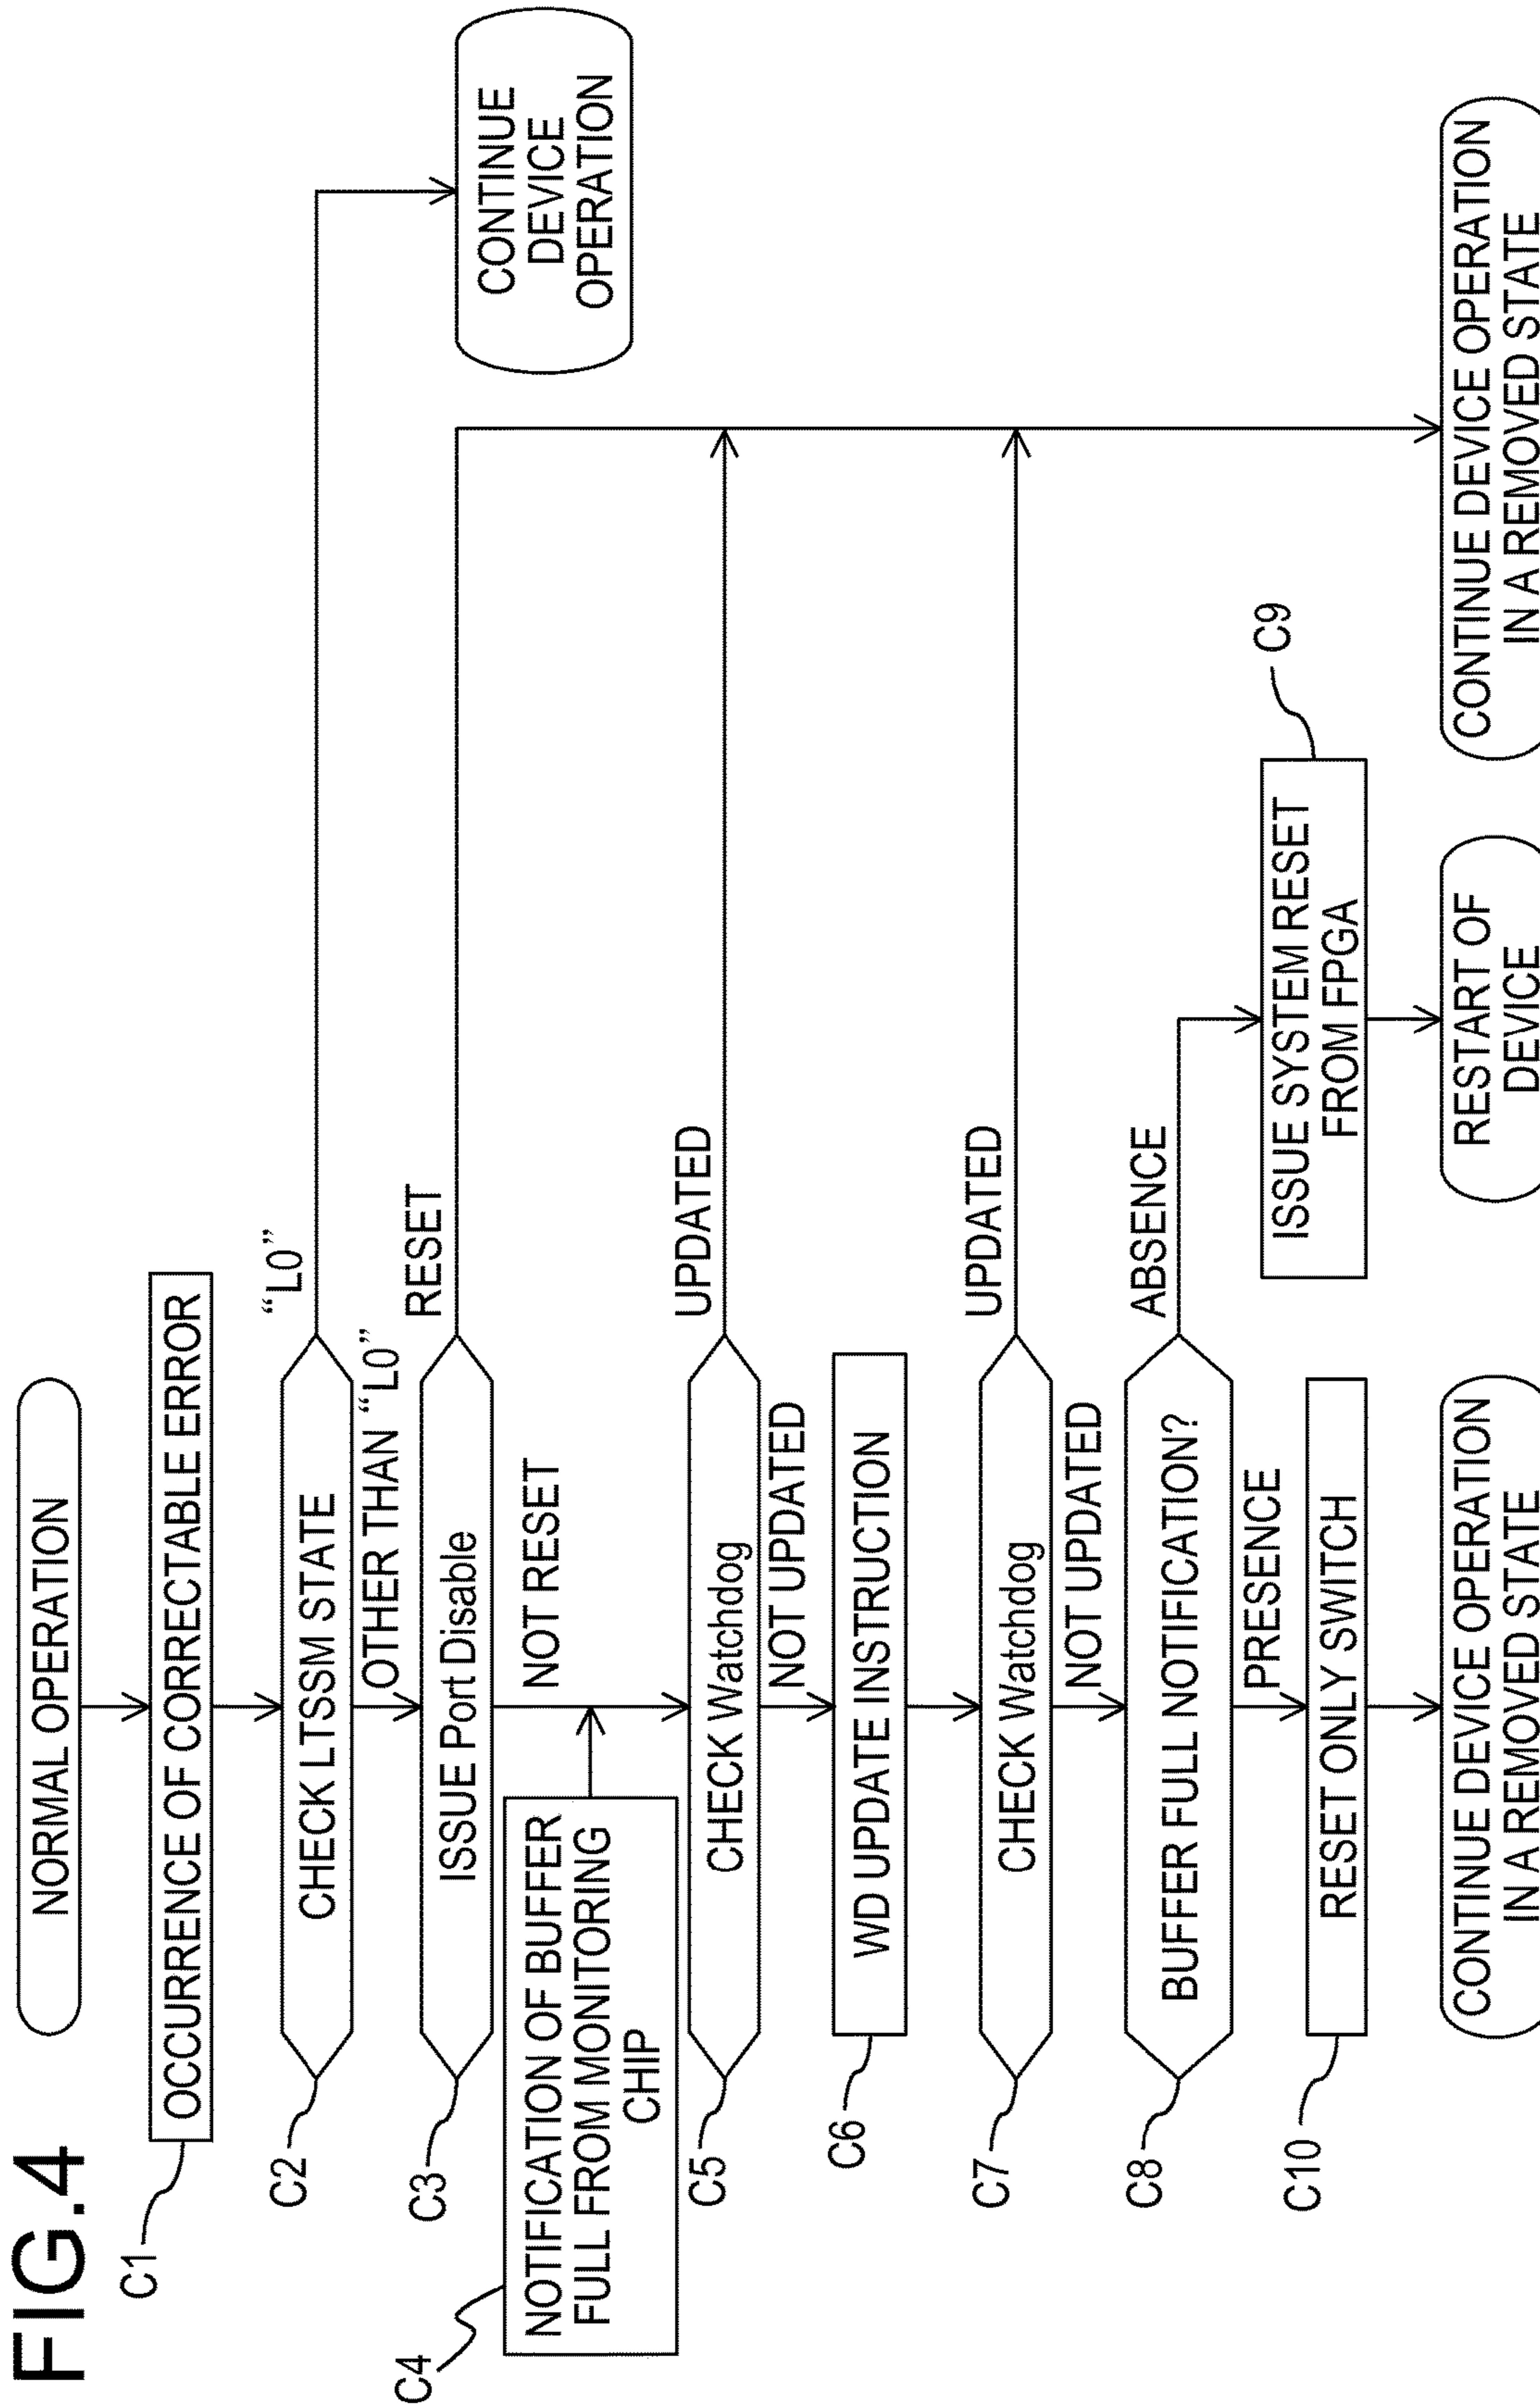 FIG.4
NORMAL OPERATION
C1
OCCURRENCE OF CORRECTABLE ERROR
C2
CHECK LTSSM STATE
“L0”
CONTINUE
DEVICE
OPERATION
OTHER THAN “L0”
C3
ISSUE Port Disable
RESET
NOT RESET
C4
NOTIFICATION OF BUFFER
FULL FROM MONITORING
CHIP
C5
CHECK Watchdog
UPDATED
NOT UPDATED
C6
WD UPDATE INSTRUCTION
C7
CHECK Watchdog
UPDATED
NOT UPDATED
C8
BUFFER FULL NOTIFICATION?
ABSENCE
PRESENCE
ISSUE SYSTEM RESET
FROM FPGA
C9
C10
RESET ONLY SWITCH
CONTINUE DEVICE OPERATION
IN A REMOVED STATE
RESTART OF
DEVICE
CONTINUE DEVICE OPERATION
IN A REMOVED STATE